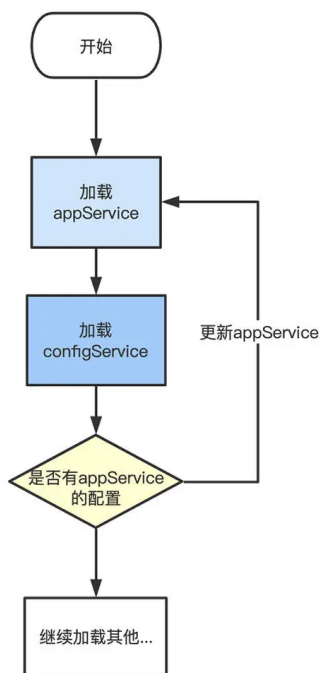 开始
加载
appService
加载
configService
更新appService
是否有appService
的配置
继续加载其他...